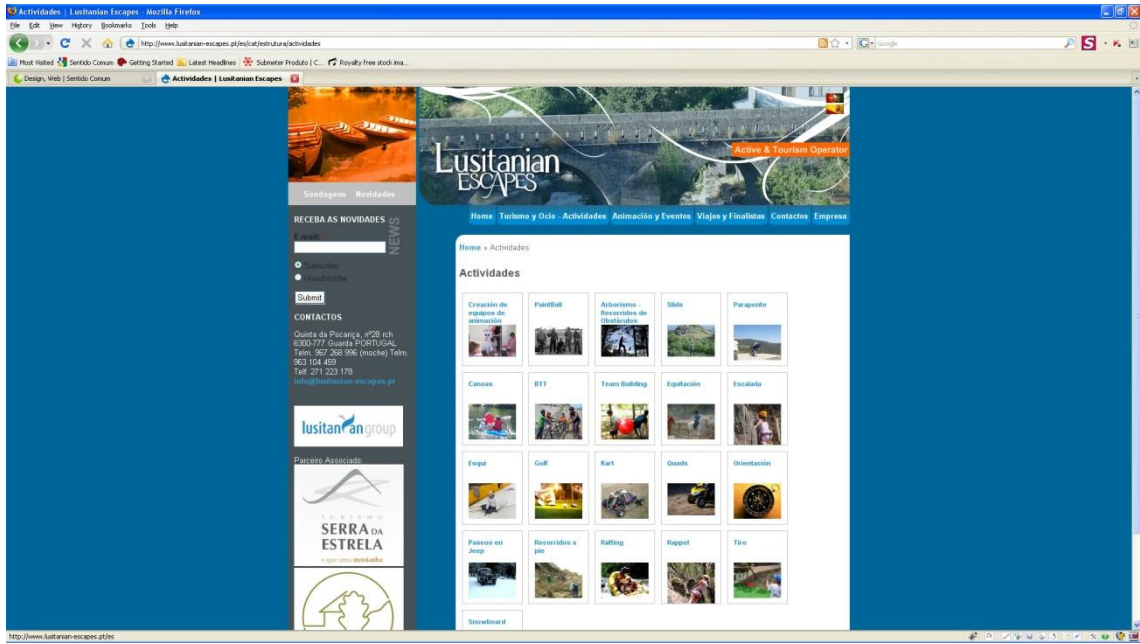 Actividades | Lusitanian Escapes - Mozilla Firefox
File Edit View History Bookmarks Tools Help
http://www.lusitanian-escapes.pt/es/cat/estrutura/actividades
Google
Most Visited Sentido Comum Getting Started Latest Headlines Submeter Produto | C... Royalty free stock ima...
Design, Web | Sentido Comum
Actividades | Lusitanian Escapes
Lusitanian
ESCAPES
Active & Tourism Operator
Sondagens Novidades
Home Turismo y Ocio - Actividades Animación y Eventos Viajes y Finalistas Contactos Empresa
RECEBA AS NOVIDADES
NEWS
E-mail:
Subscribe
Unsubscribe
Submit
CONTACTOS
Quinta da Pocariça, nº28 rch
6300-777 Guarda PORTUGAL
Telm. 967 268 996 (moche) Telm.
963 104 459
Telf: 271 223 178
info@lusitanian-escapes.pt
lusitanian group
Parceiro Associado:
TURISMO
SERRA DA
ESTRELA
+ que uma montanha
Home » Actividades
Actividades
Creación de
equipos de
animación
PaintBall
Arborismo -
Recorridos de
Obstáculos
Slide
Parapente
Canoas
BTT
Team Building
Equitación
Escalada
Esquí
Golf
Kart
Quads
Orientación
Paseos en
Jeep
Recorridos a
pie
Rafting
Rappel
Tiro
Snowboard
http://www.lusitanian-escapes.pt/es